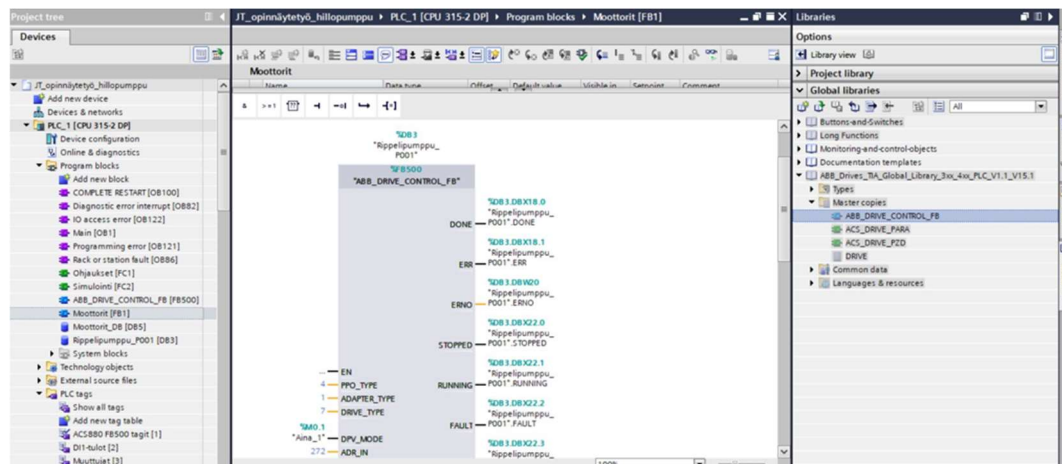 Project tree
Devices
JT_opinnäytetyö_hillopumppu
Add new device
Devices & networks
PLC_1 [CPU 315-2 DP]
Device configuration
Online & diagnostics
Program blocks
Add new block
COMPLETE RESTART [OB100]
Diagnostic error interrupt [OB82]
IO access error [OB122]
Main [OB1]
Programming error [OB121]
Rack or station fault [OB86]
Ohjaukset [FC1]
Simulointi [FC2]
ABB_DRIVE_CONTROL_FB [FB500]
Moottorit [FB1]
Moottorit_DB [DB5]
Rippelipumppu_P001 [DB3]
System blocks
Technology objects
External source files
PLC tags
Show all tags
Add new tag table
ACS880 FB500 tagit [1]
DI1-tulot [2]
Muuttujat [3]
JT_opinnäytetyö_hillopumppu ▸ PLC_1 [CPU 315-2 DP] ▸ Program blocks ▸ Moottorit [FB1]
Moottorit
Name Data type Offset Default value Visible in Setpoint Comment
& >=1 [??] ⊣ -o| ↪ -[=]
%DB3
"Rippelipumppu_
P001"
%FB500
"ABB_DRIVE_CONTROL_FB"
%DB3.DBX18.0
"Rippelipumppu_
DONE P001".DONE
%DB3.DBX18.1
"Rippelipumppu_
ERR P001".ERR
%DB3.DBW20
"Rippelipumppu_
ERNO P001".ERNO
%DB3.DBX22.0
"Rippelipumppu_
STOPPED P001".STOPPED
%DB3.DBX22.1
... EN "Rippelipumppu_
4 PPO_TYPE RUNNING P001".RUNNING
1 ADAPTER_TYPE %DB3.DBX22.2
7 DRIVE_TYPE "Rippelipumppu_
%M0.1 FAULT P001".FAULT
"Aina_1" DPV_MODE %DB3.DBX22.3
272 ADR_IN "Rippelipumppu_
100%
Libraries
Options
Library view
Project library
Global libraries
All
Buttons-and-Switches
Long Functions
Monitoring-and-control-objects
Documentation templates
ABB_Drives_TIA_Global_Library_3xx_4xx_PLC_V1.1_V15.1
Types
Master copies
ABB_DRIVE_CONTROL_FB
ACS_DRIVE_PARA
ACS_DRIVE_PZD
DRIVE
Common data
Languages & resources